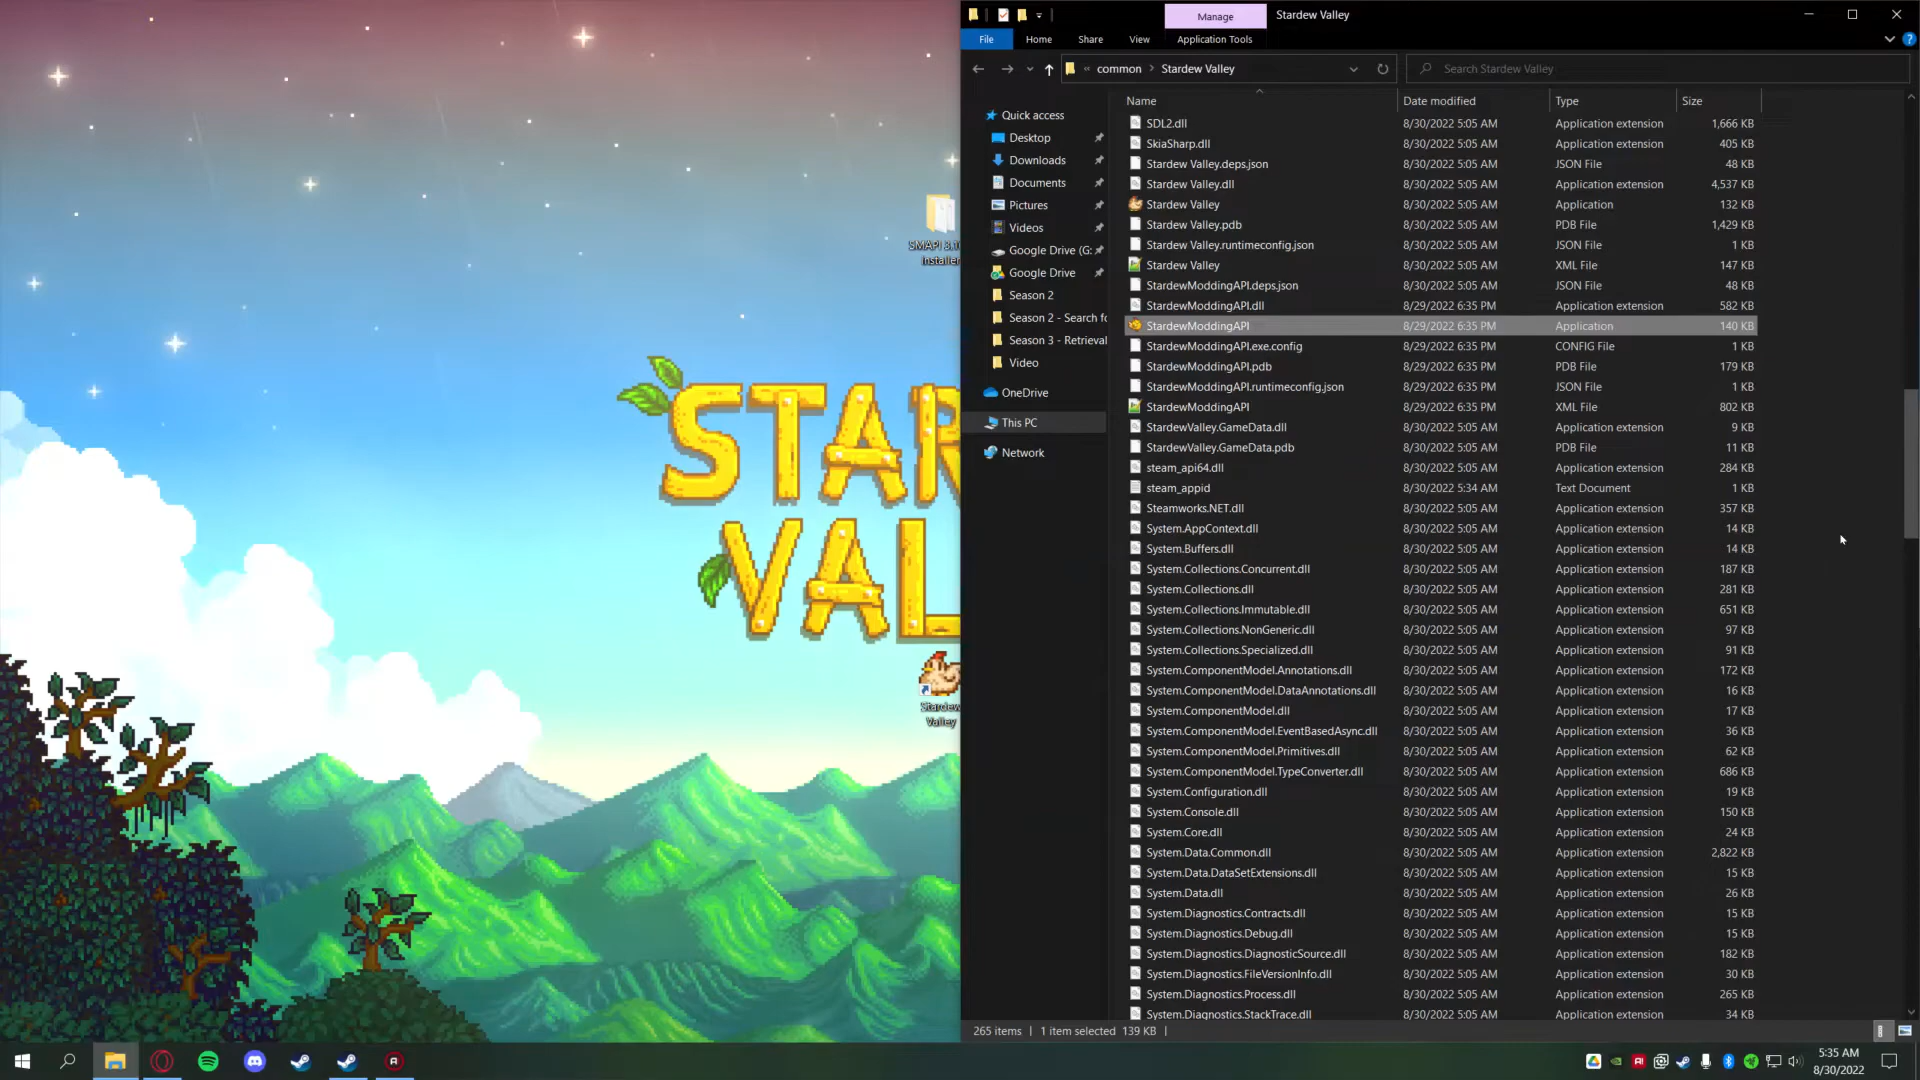 Manage
Stardew Valley
File
Home
Share
View
Application Tools
«
common
>
Stardew Valley
Search Stardew Valley
Quick access
Desktop
Downloads
Documents
Pictures
Videos
Google Drive (G:
Google Drive
Season 2
Season 2 - Search fo
Season 3 - Retrieval
Video
OneDrive
This PC
Network
Name Date modified Type Size
SDL2.dll 8/30/2022 5:05 AM Application extension 1,666 KB
SkiaSharp.dll 8/30/2022 5:05 AM Application extension 405 KB
Stardew Valley.deps.json 8/30/2022 5:05 AM JSON File 48 KB
Stardew Valley.dll 8/30/2022 5:05 AM Application extension 4,537 KB
Stardew Valley 8/30/2022 5:05 AM Application 132 KB
Stardew Valley.pdb 8/30/2022 5:05 AM PDB File 1,429 KB
Stardew Valley.runtimeconfig.json 8/30/2022 5:05 AM JSON File 1 KB
Stardew Valley 8/30/2022 5:05 AM XML File 147 KB
StardewModdingAPI.deps.json 8/30/2022 5:05 AM JSON File 48 KB
StardewModdingAPI.dll 8/29/2022 6:35 PM Application extension 582 KB
StardewModdingAPI 8/29/2022 6:35 PM Application 140 KB
StardewModdingAPI.exe.config 8/29/2022 6:35 PM CONFIG File 1 KB
StardewModdingAPI.pdb 8/29/2022 6:35 PM PDB File 179 KB
StardewModdingAPI.runtimeconfig.json 8/29/2022 6:35 PM JSON File 1 KB
StardewModdingAPI 8/29/2022 6:35 PM XML File 802 KB
StardewValley.GameData.dll 8/30/2022 5:05 AM Application extension 9 KB
StardewValley.GameData.pdb 8/30/2022 5:05 AM PDB File 11 KB
steam_api64.dll 8/30/2022 5:05 AM Application extension 284 KB
steam_appid 8/30/2022 5:34 AM Text Document 1 KB
Steamworks.NET.dll 8/30/2022 5:05 AM Application extension 357 KB
System.AppContext.dll 8/30/2022 5:05 AM Application extension 14 KB
System.Buffers.dll 8/30/2022 5:05 AM Application extension 14 KB
System.Collections.Concurrent.dll 8/30/2022 5:05 AM Application extension 187 KB
System.Collections.dll 8/30/2022 5:05 AM Application extension 281 KB
System.Collections.Immutable.dll 8/30/2022 5:05 AM Application extension 651 KB
System.Collections.NonGeneric.dll 8/30/2022 5:05 AM Application extension 97 KB
System.Collections.Specialized.dll 8/30/2022 5:05 AM Application extension 91 KB
System.ComponentModel.Annotations.dll 8/30/2022 5:05 AM Application extension 172 KB
System.ComponentModel.DataAnnotations.dll 8/30/2022 5:05 AM Application extension 16 KB
System.ComponentModel.dll 8/30/2022 5:05 AM Application extension 17 KB
System.ComponentModel.EventBasedAsync.dll 8/30/2022 5:05 AM Application extension 36 KB
System.ComponentModel.Primitives.dll 8/30/2022 5:05 AM Application extension 62 KB
System.ComponentModel.TypeConverter.dll 8/30/2022 5:05 AM Application extension 686 KB
System.Configuration.dll 8/30/2022 5:05 AM Application extension 19 KB
System.Console.dll 8/30/2022 5:05 AM Application extension 150 KB
System.Core.dll 8/30/2022 5:05 AM Application extension 24 KB
System.Data.Common.dll 8/30/2022 5:05 AM Application extension 2,822 KB
System.Data.DataSetExtensions.dll 8/30/2022 5:05 AM Application extension 15 KB
System.Data.dll 8/30/2022 5:05 AM Application extension 26 KB
System.Diagnostics.Contracts.dll 8/30/2022 5:05 AM Application extension 15 KB
System.Diagnostics.Debug.dll 8/30/2022 5:05 AM Application extension 15 KB
System.Diagnostics.DiagnosticSource.dll 8/30/2022 5:05 AM Application extension 182 KB
System.Diagnostics.FileVersionInfo.dll 8/30/2022 5:05 AM Application extension 30 KB
System.Diagnostics.Process.dll 8/30/2022 5:05 AM Application extension 265 KB
System.Diagnostics.StackTrace.dll 8/30/2022 5:05 AM Application extension 34 KB
265 items | 1 item selected 139 KB |
SMAPI 3.1
installer
STAR
VAL
Stardew
Valley
5:35 AM
8/30/2022